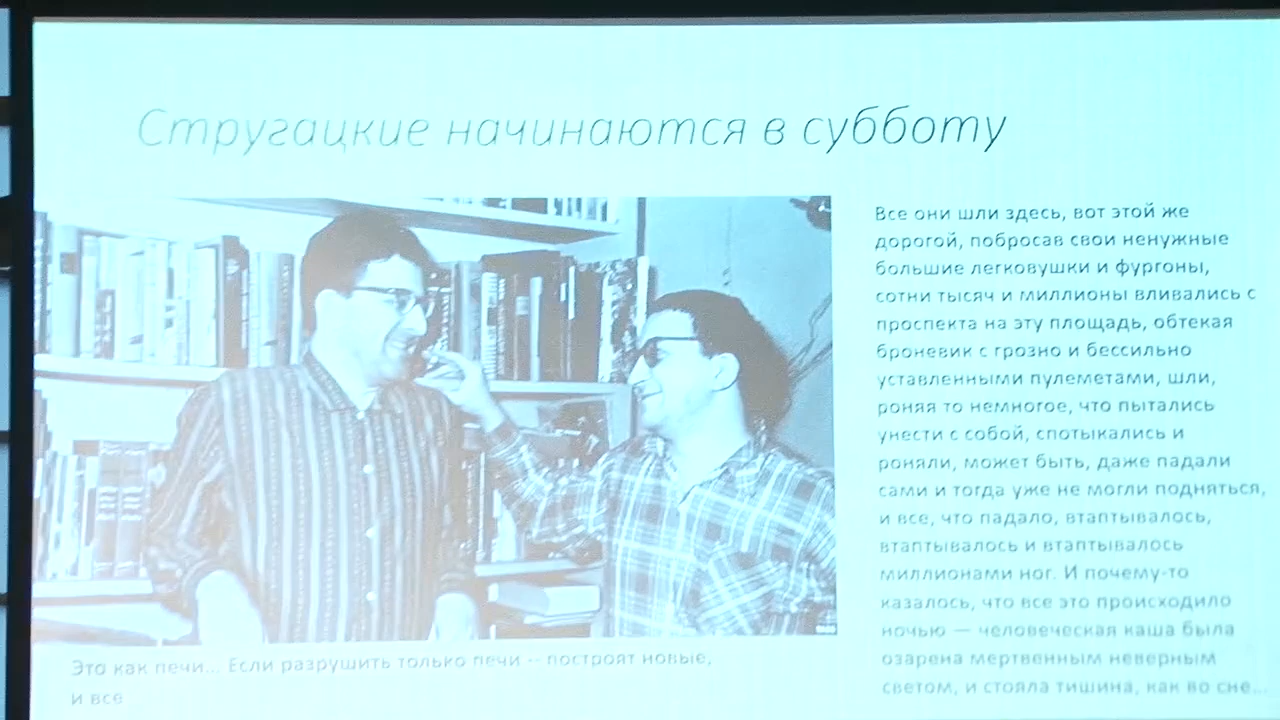 Стругацкие начинаются в субботу
Все они шли здесь, вот этой же
дорогой, побросав свои ненужные
большие легковушки и фургоны,
сотни тысяч и миллионы вливались с
проспекта на эту площадь, обтекая
броневик с грозно и бессильно
уставленными пулеметами, шли,
роняя то немногое, что пытались
унести с собой, спотыкались и
роняли, может быть, даже падали
сами и тогда уже не могли подняться,
и все, что падало, втаптывалось,
втаптывалось и втаптывалось
миллионами ног. И почему-то
казалось, что все это происходило
ночью — человеческая каша была
озарена мертвенным неверным
светом, и стояла тишина, как во сне...
Это как печи... Если разрушить только печи -- построят новые,
и все